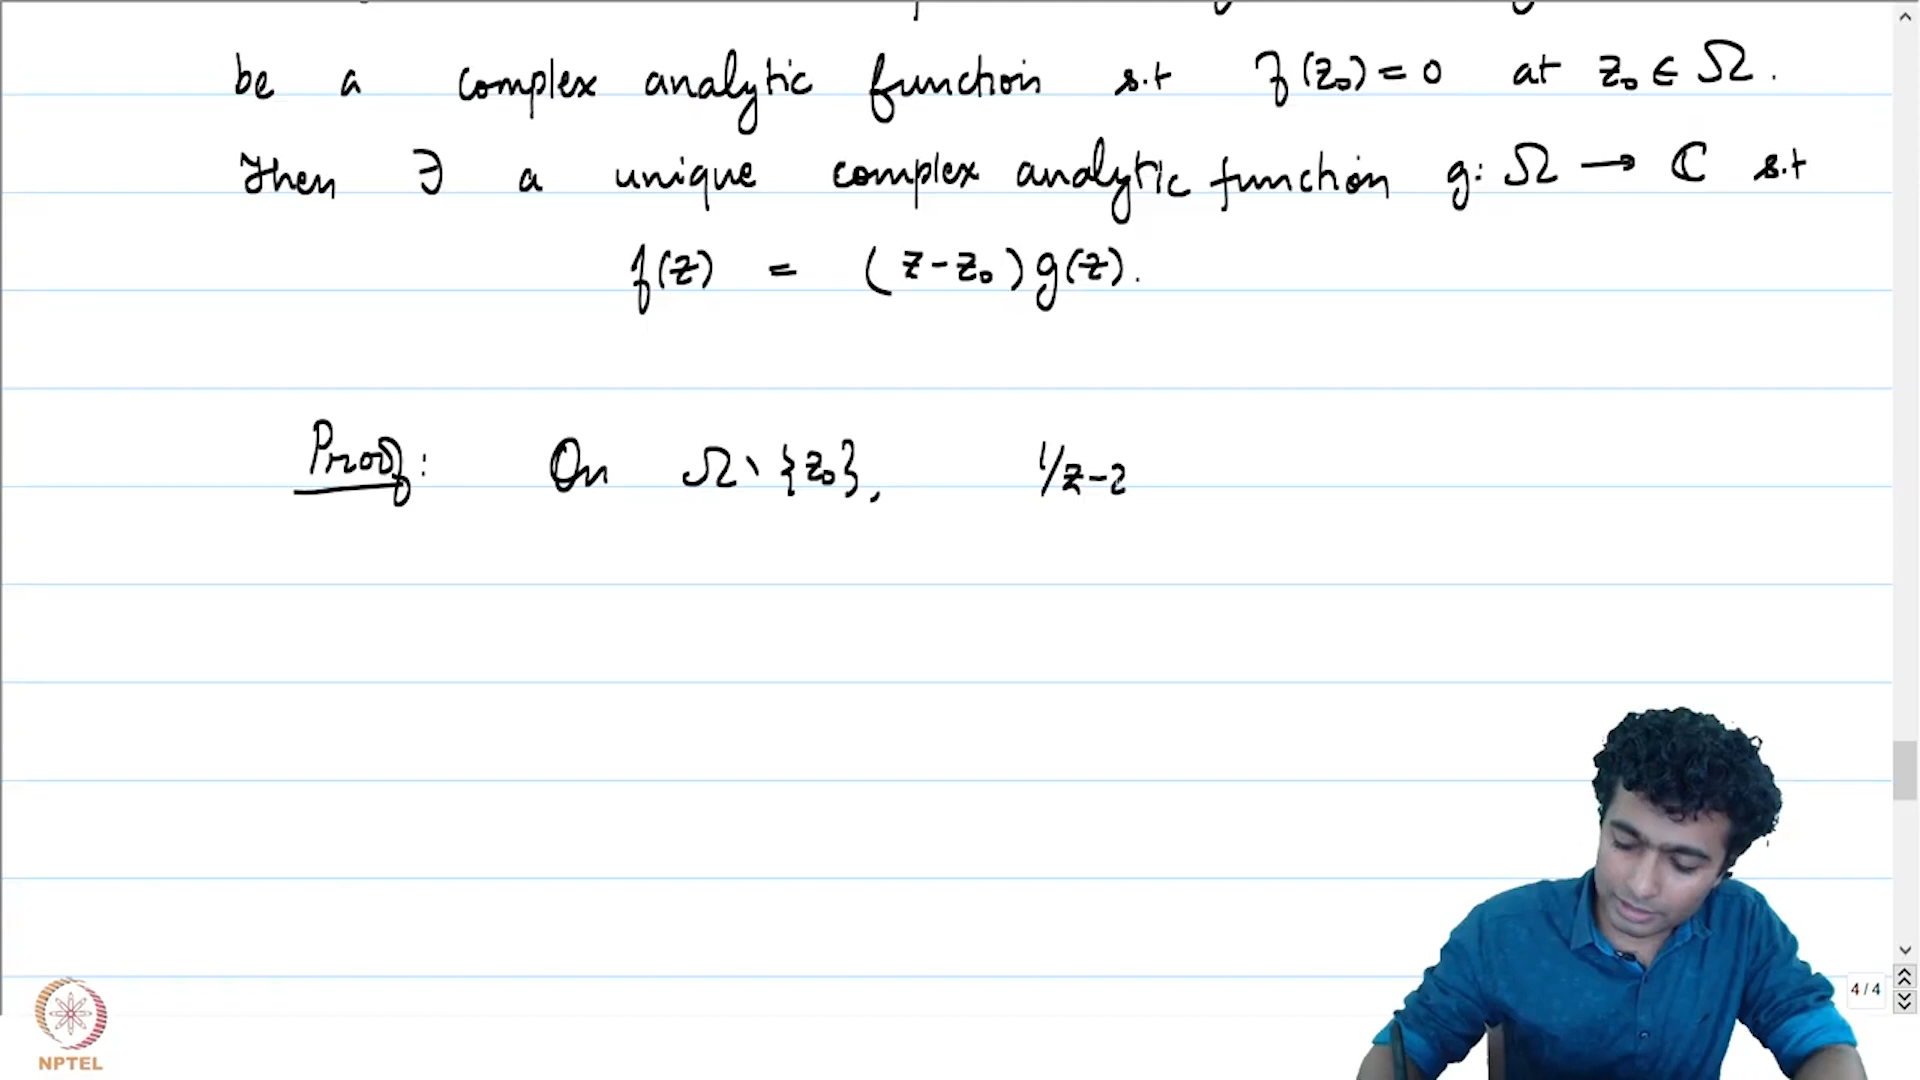 be a complex analytic function s.t f(z₀) = 0 at z₀ ∈ Ω.
Then ∃ a unique complex analytic function g: Ω → ℂ s.t
f(z) = (z-z₀) g(z).
Proof: On Ω \ {z₀}, 1/z-z
4 / 4
NPTEL